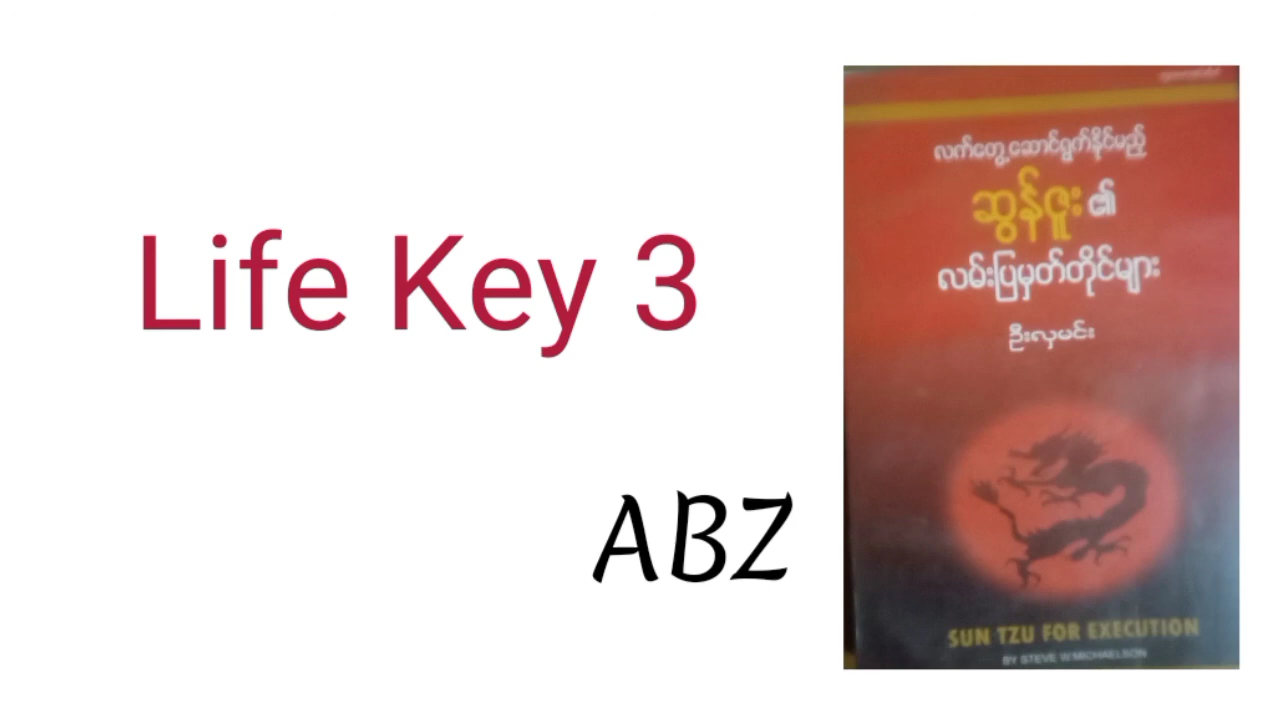 Life Key 3
ABZ
လက်တွေ့ဆောင်ရွက်နိုင်မည့်
ဆွန်ဇူး၏
လမ်းပြမှတ်တိုင်များ
ဦးလှမင်း
SUN TZU FOR EXECUTION
BY STEVE W.MICHAELSON